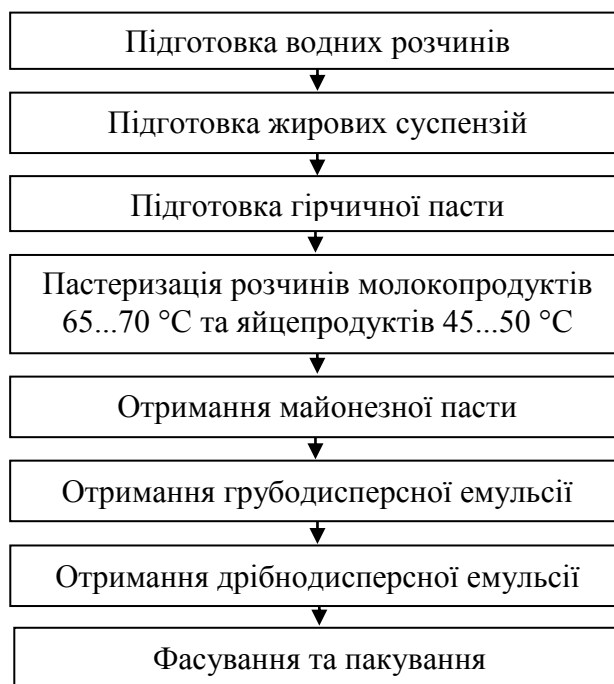 Підготовка водних розчинів
Підготовка жирових суспензій
Підготовка гірчичної пасти
Пастеризація розчинів молокопродуктів
65...70 °С та яйцепродуктів 45...50 °С
Отримання майонезної пасти
Отримання грубодисперсної емульсії
Отримання дрібнодисперсної емульсії
Фасування та пакування